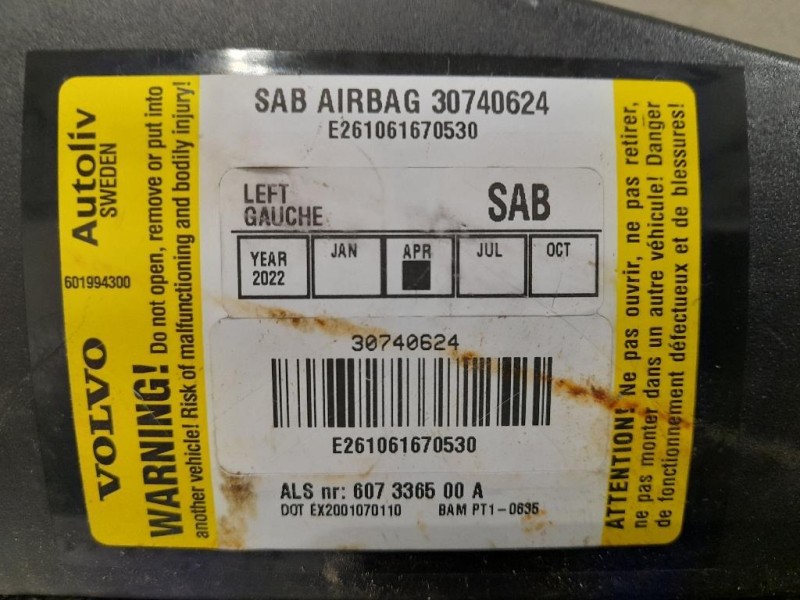 Autoliv
SWEDEN
601994300
VOLVO
WARNING! Do not open, remove or put into
another vehicle! Risk of malfunctioning and bodily injury!
SAB AIRBAG 30740624
E261061670530
LEFT
GAUCHE
SAB
YEAR 2022 JAN APR JUL OCT
30740624
E261061670530
ALS nr: 607 3365 00 A
DOT EX2001070110 BAM PT1-0635
ATTENTION! Ne pas ouvrir, ne pas retirer,
ne pas monter dans un autre véhicule! Danger
de fonctionnement défectueux et de blessures!